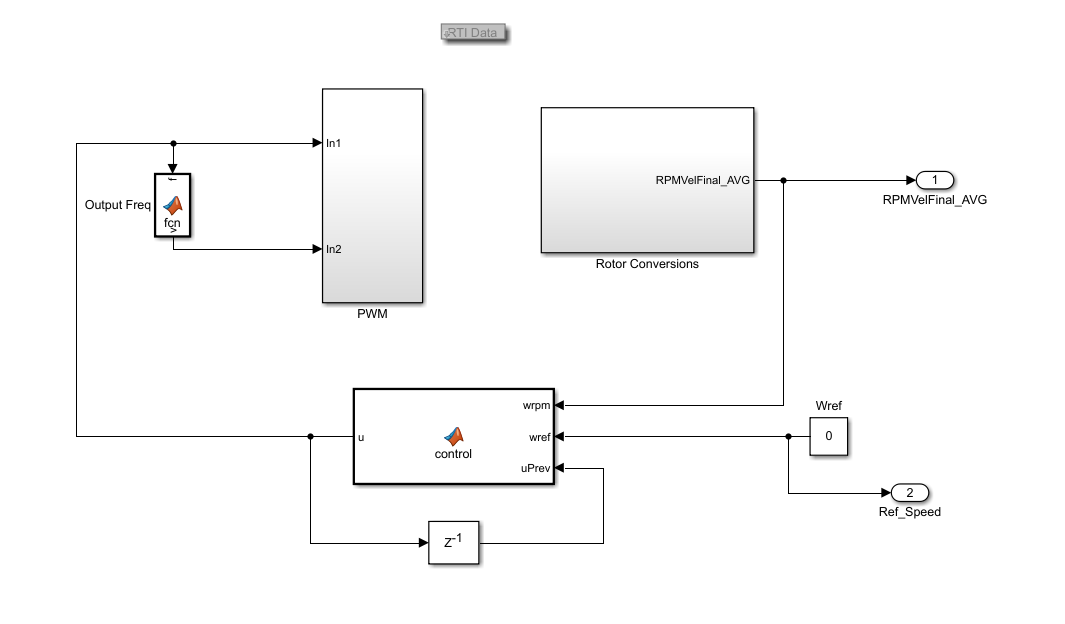 RTI Data
In1
f
Output Freq
fcn
y
In2
PWM
RPMVelFinal_AVG
Rotor Conversions
1
RPMVelFinal_AVG
wrpm
u
wref
control
uPrev
Wref
0
2
Ref_Speed
Z-1